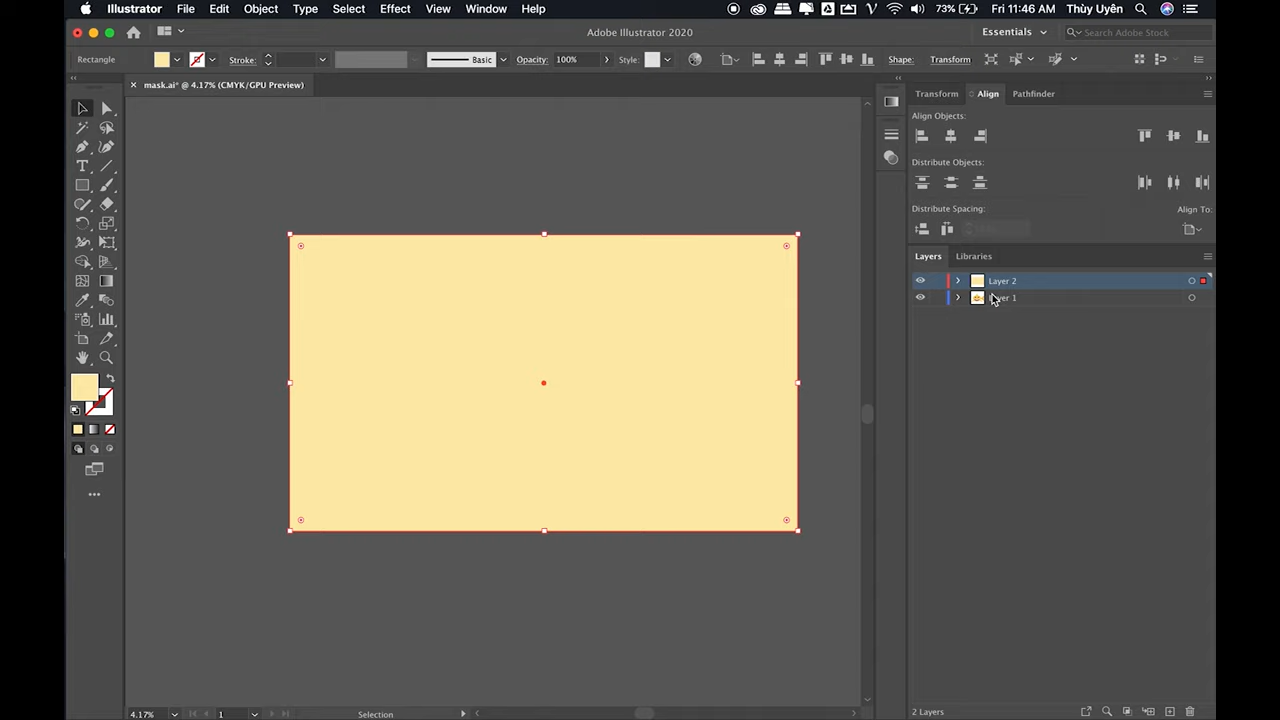 Illustrator File Edit Object Type Select Effect View Window Help 73% Fri 11:46 AM Thùy Uyên
Adobe Illustrator 2020 Essentials Search Adobe Stock
Rectangle Stroke: Basic Opacity: 100% Style: Shape: Transform
mask.ai* @ 4.17% (CMYK/GPU Preview)
Transform Align Pathfinder
Align Objects:
Distribute Objects:
Distribute Spacing: Align To:
Layers Libraries
Layer 2
yer 1
4.17% 1 Selection 2 Layers